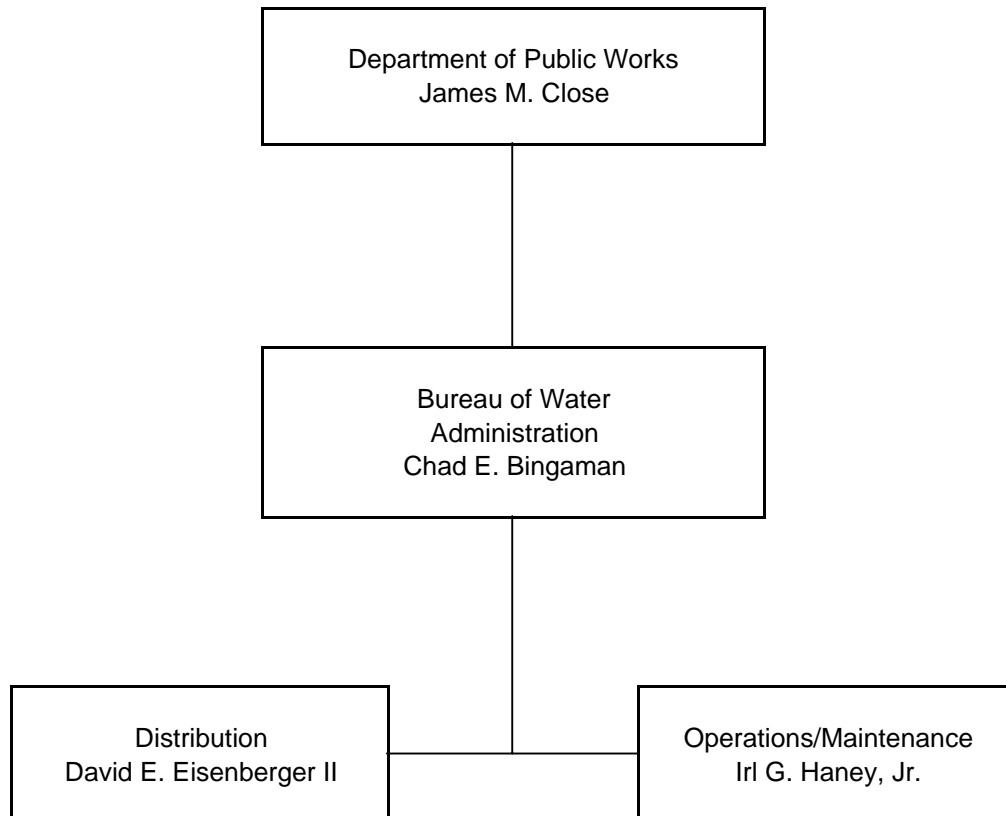 Department of Public Works
James M. Close
Bureau of Water
Administration
Chad E. Bingaman
Distribution
David E. Eisenberger II
Operations/Maintenance
Irl G. Haney, Jr.